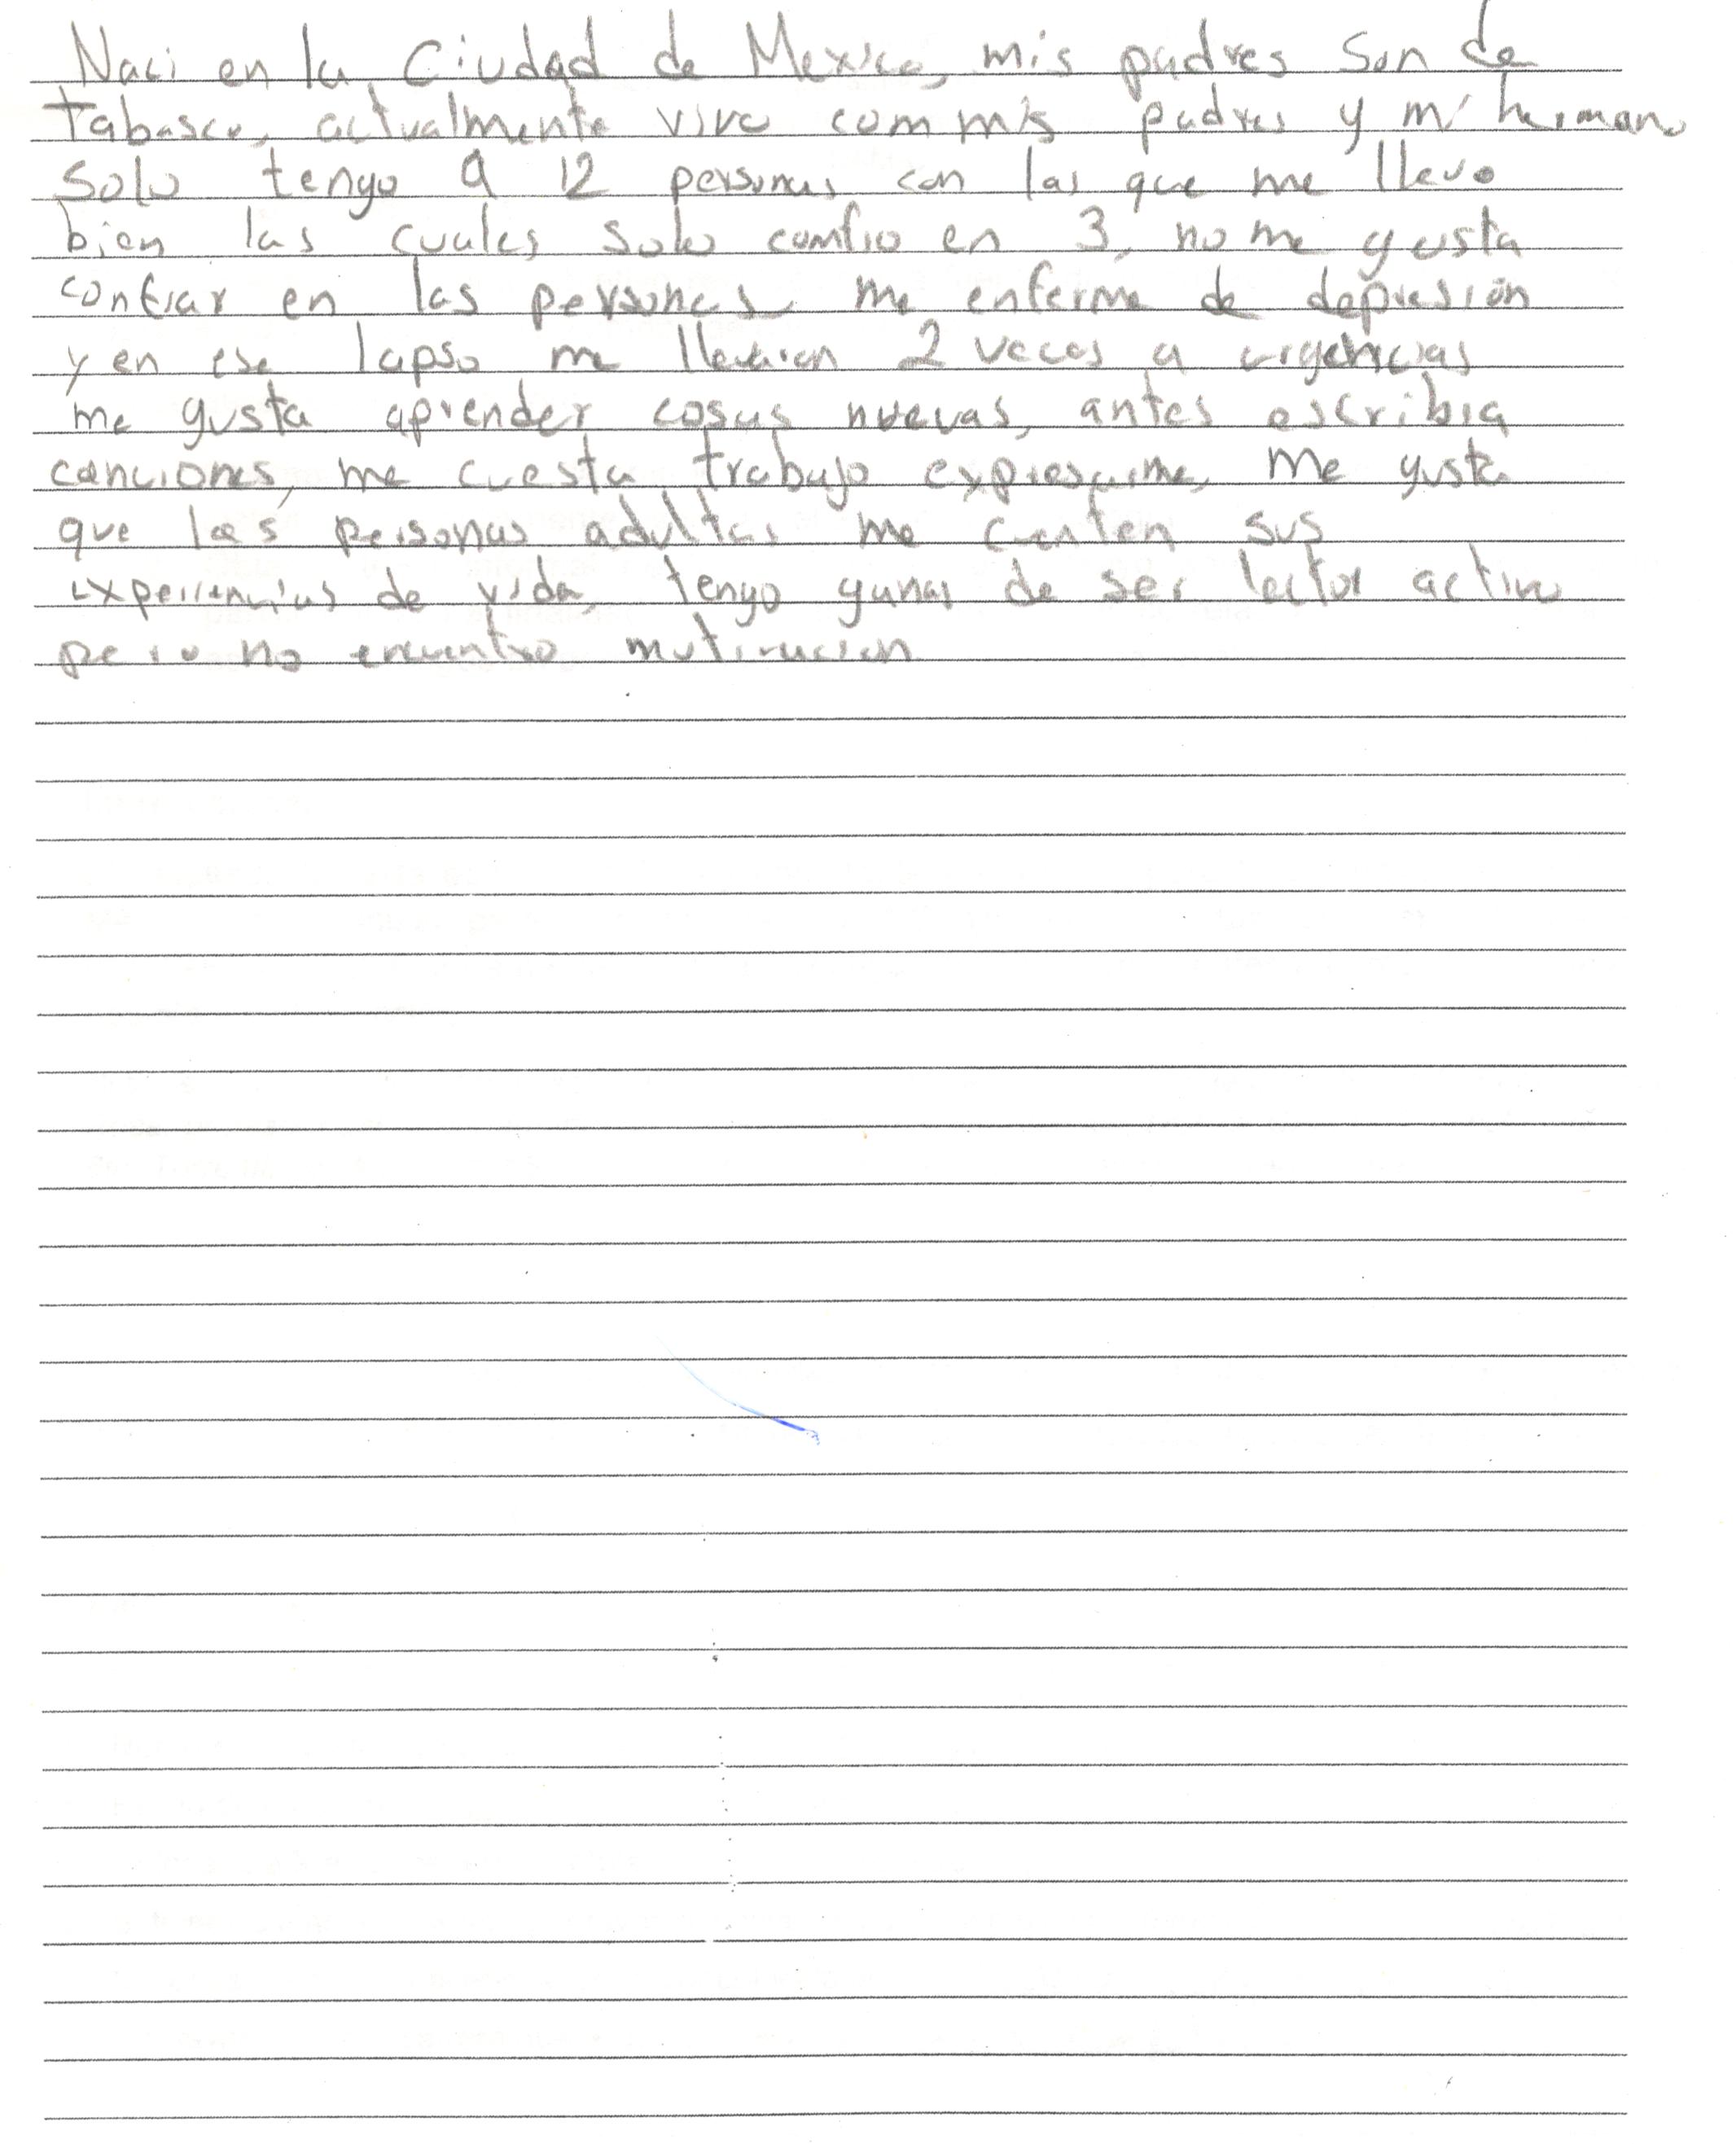 Naci en la Ciudad de Mexico, mis padres son de
tabasco, actualmente vivo com mis padres y mi hermano
solo tengo a 12 personas con las que me llevo
bien las cuales solo comfio en 3, no me gusta
confiar en las personas me enferme de depresión
y en ese lapso me llevaron 2 veces a urgencias
me gusta aprender cosas nuevas, antes escribia
canciones, me cuesta trabajo expresarme, me gusta
que las personas adultas me cuenten sus
experiencias de vida, tengo ganas de ser lector activo
pero no encuentro motivacion